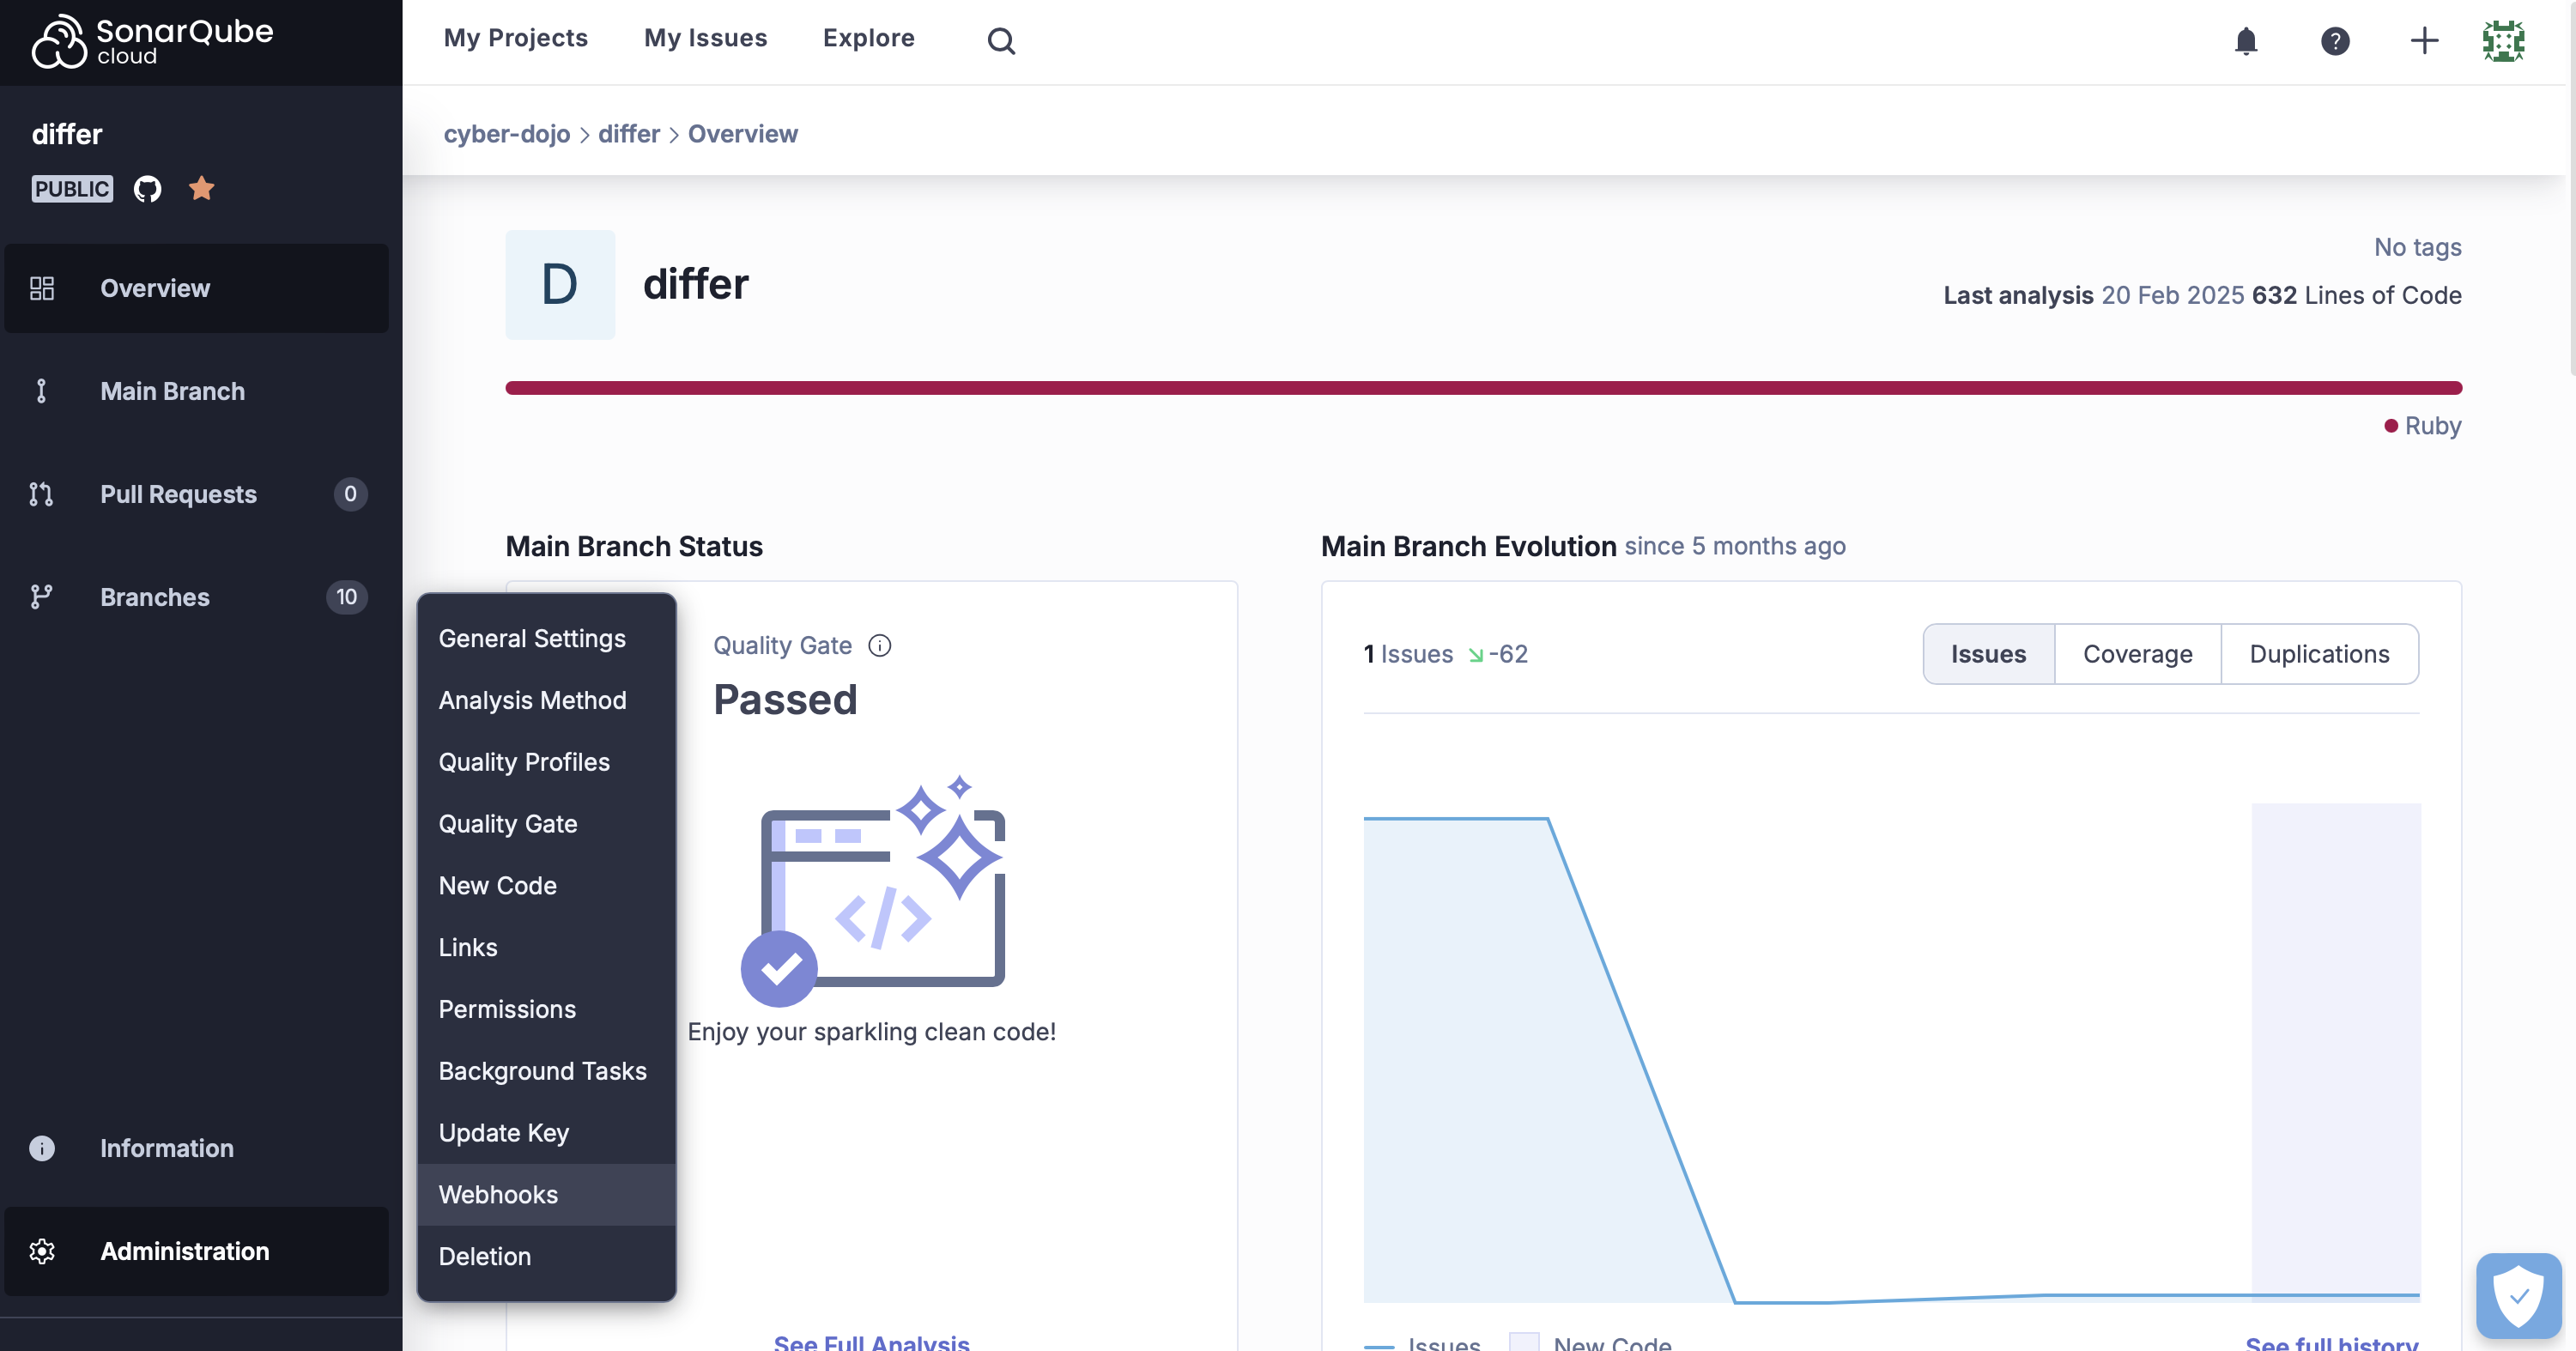 SonarQube
cloud
My Projects
My Issues
Explore
differ
PUBLIC
Overview
Main Branch
Pull Requests 0
Branches 10
Information
Administration
General Settings
Analysis Method
Quality Profiles
Quality Gate
New Code
Links
Permissions
Background Tasks
Update Key
Webhooks
Deletion
cyber-dojo > differ > Overview
D
differ
No tags
Last analysis 20 Feb 2025 632 Lines of Code
Ruby
Main Branch Status
Quality Gate
Passed
Enjoy your sparkling clean code!
See Full Analysis
Main Branch Evolution since 5 months ago
1 Issues -62
Issues
Coverage
Duplications
Issues
New Code
See full history